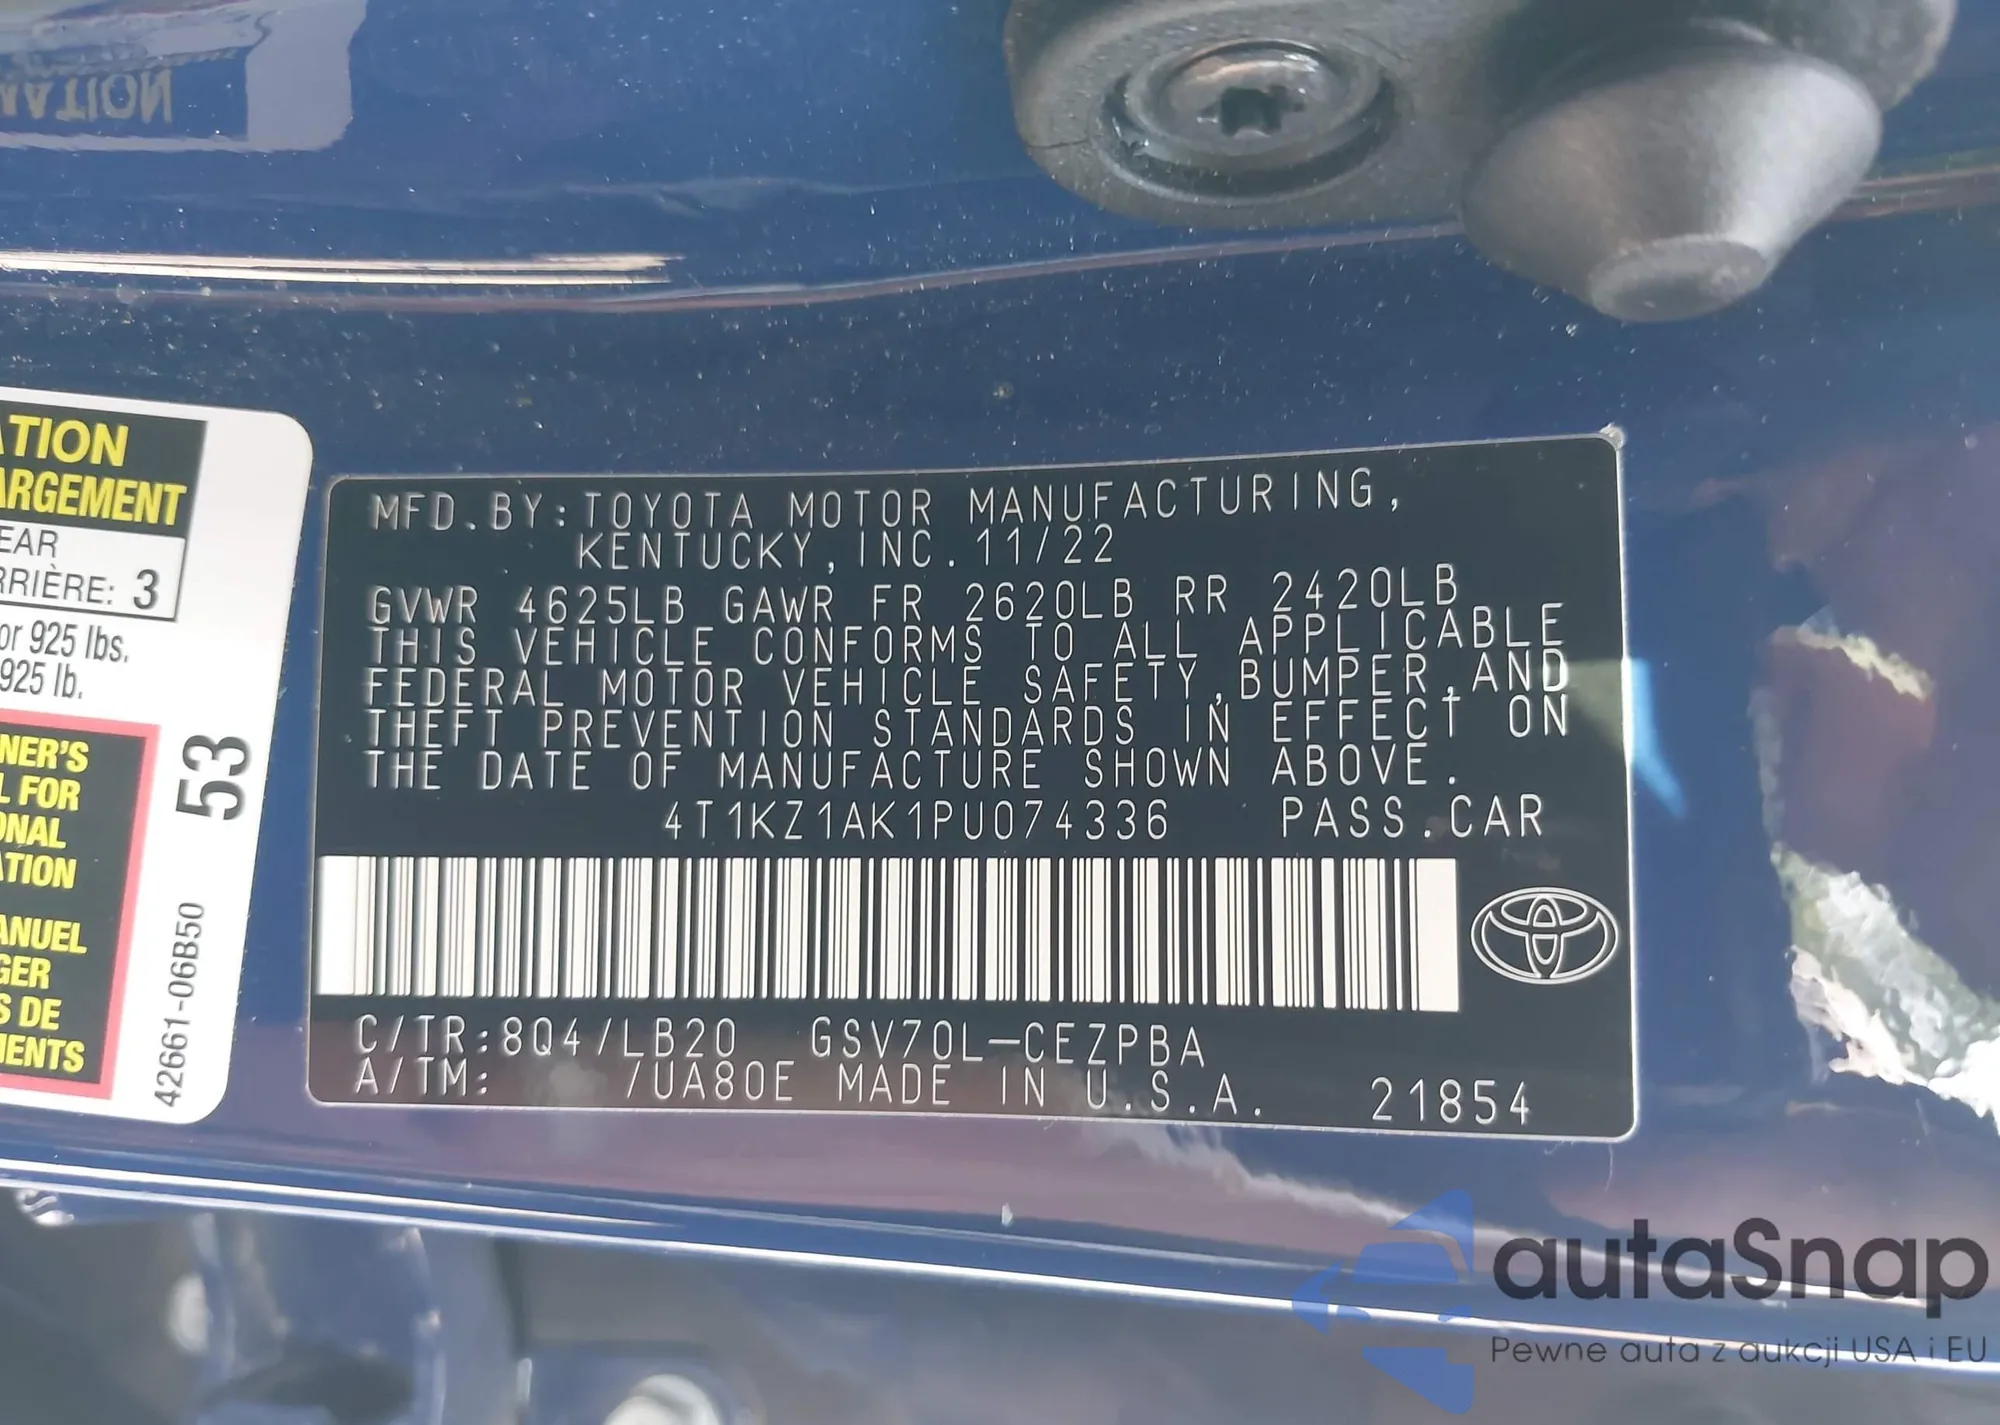 ATION
ARGEMENT
EAR
RRIÈRE: 3
or 925 lbs.
925 lb.
NER'S
L FOR
ONAL
ATION
ANUEL
GER
S DE
MENTS
53
42661-06B50
MFD.BY:TOYOTA MOTOR MANUFACTURING,
KENTUCKY,INC.11/22
GVWR 4625LB GAWR FR 2620LB RR 2420LB
THIS VEHICLE CONFORMS TO ALL APPLICABLE
FEDERAL MOTOR VEHICLE SAFETY,BUMPER,AND
THEFT PREVENTION STANDARDS IN EFFECT ON
THE DATE OF MANUFACTURE SHOWN ABOVE.
4T1KZ1AK1PU074336 PASS.CAR
C/TR:8Q4/LB20 GSV70L-CEZPBA
A/TM: /UA80E MADE IN U.S.A. 21854
autaSnap
Pewne auta z aukcji USA i EU